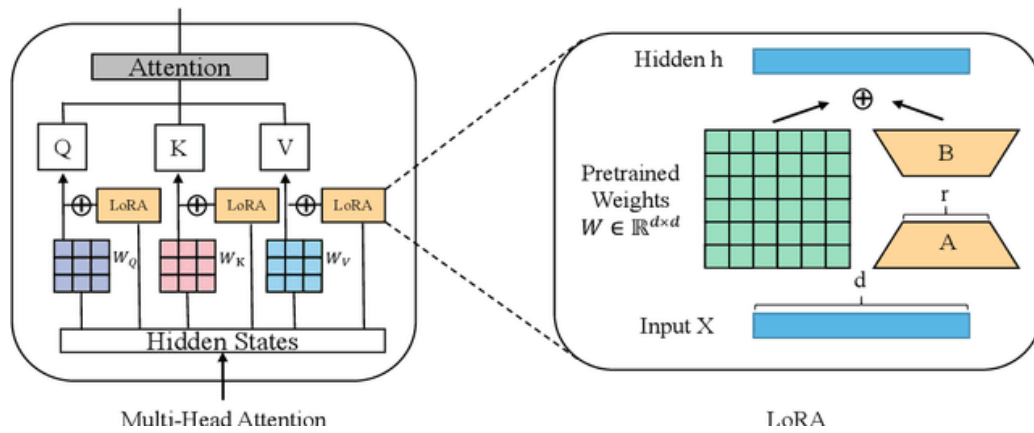 Attention
Q
K
V
LoRA
LoRA
LoRA
W_Q
W_K
W_V
Hidden States
Multi-Head Attention
Hidden h
Pretrained
Weights
W ∈ ℝ^{d×d}
B
r
A
d
Input X
LoRA